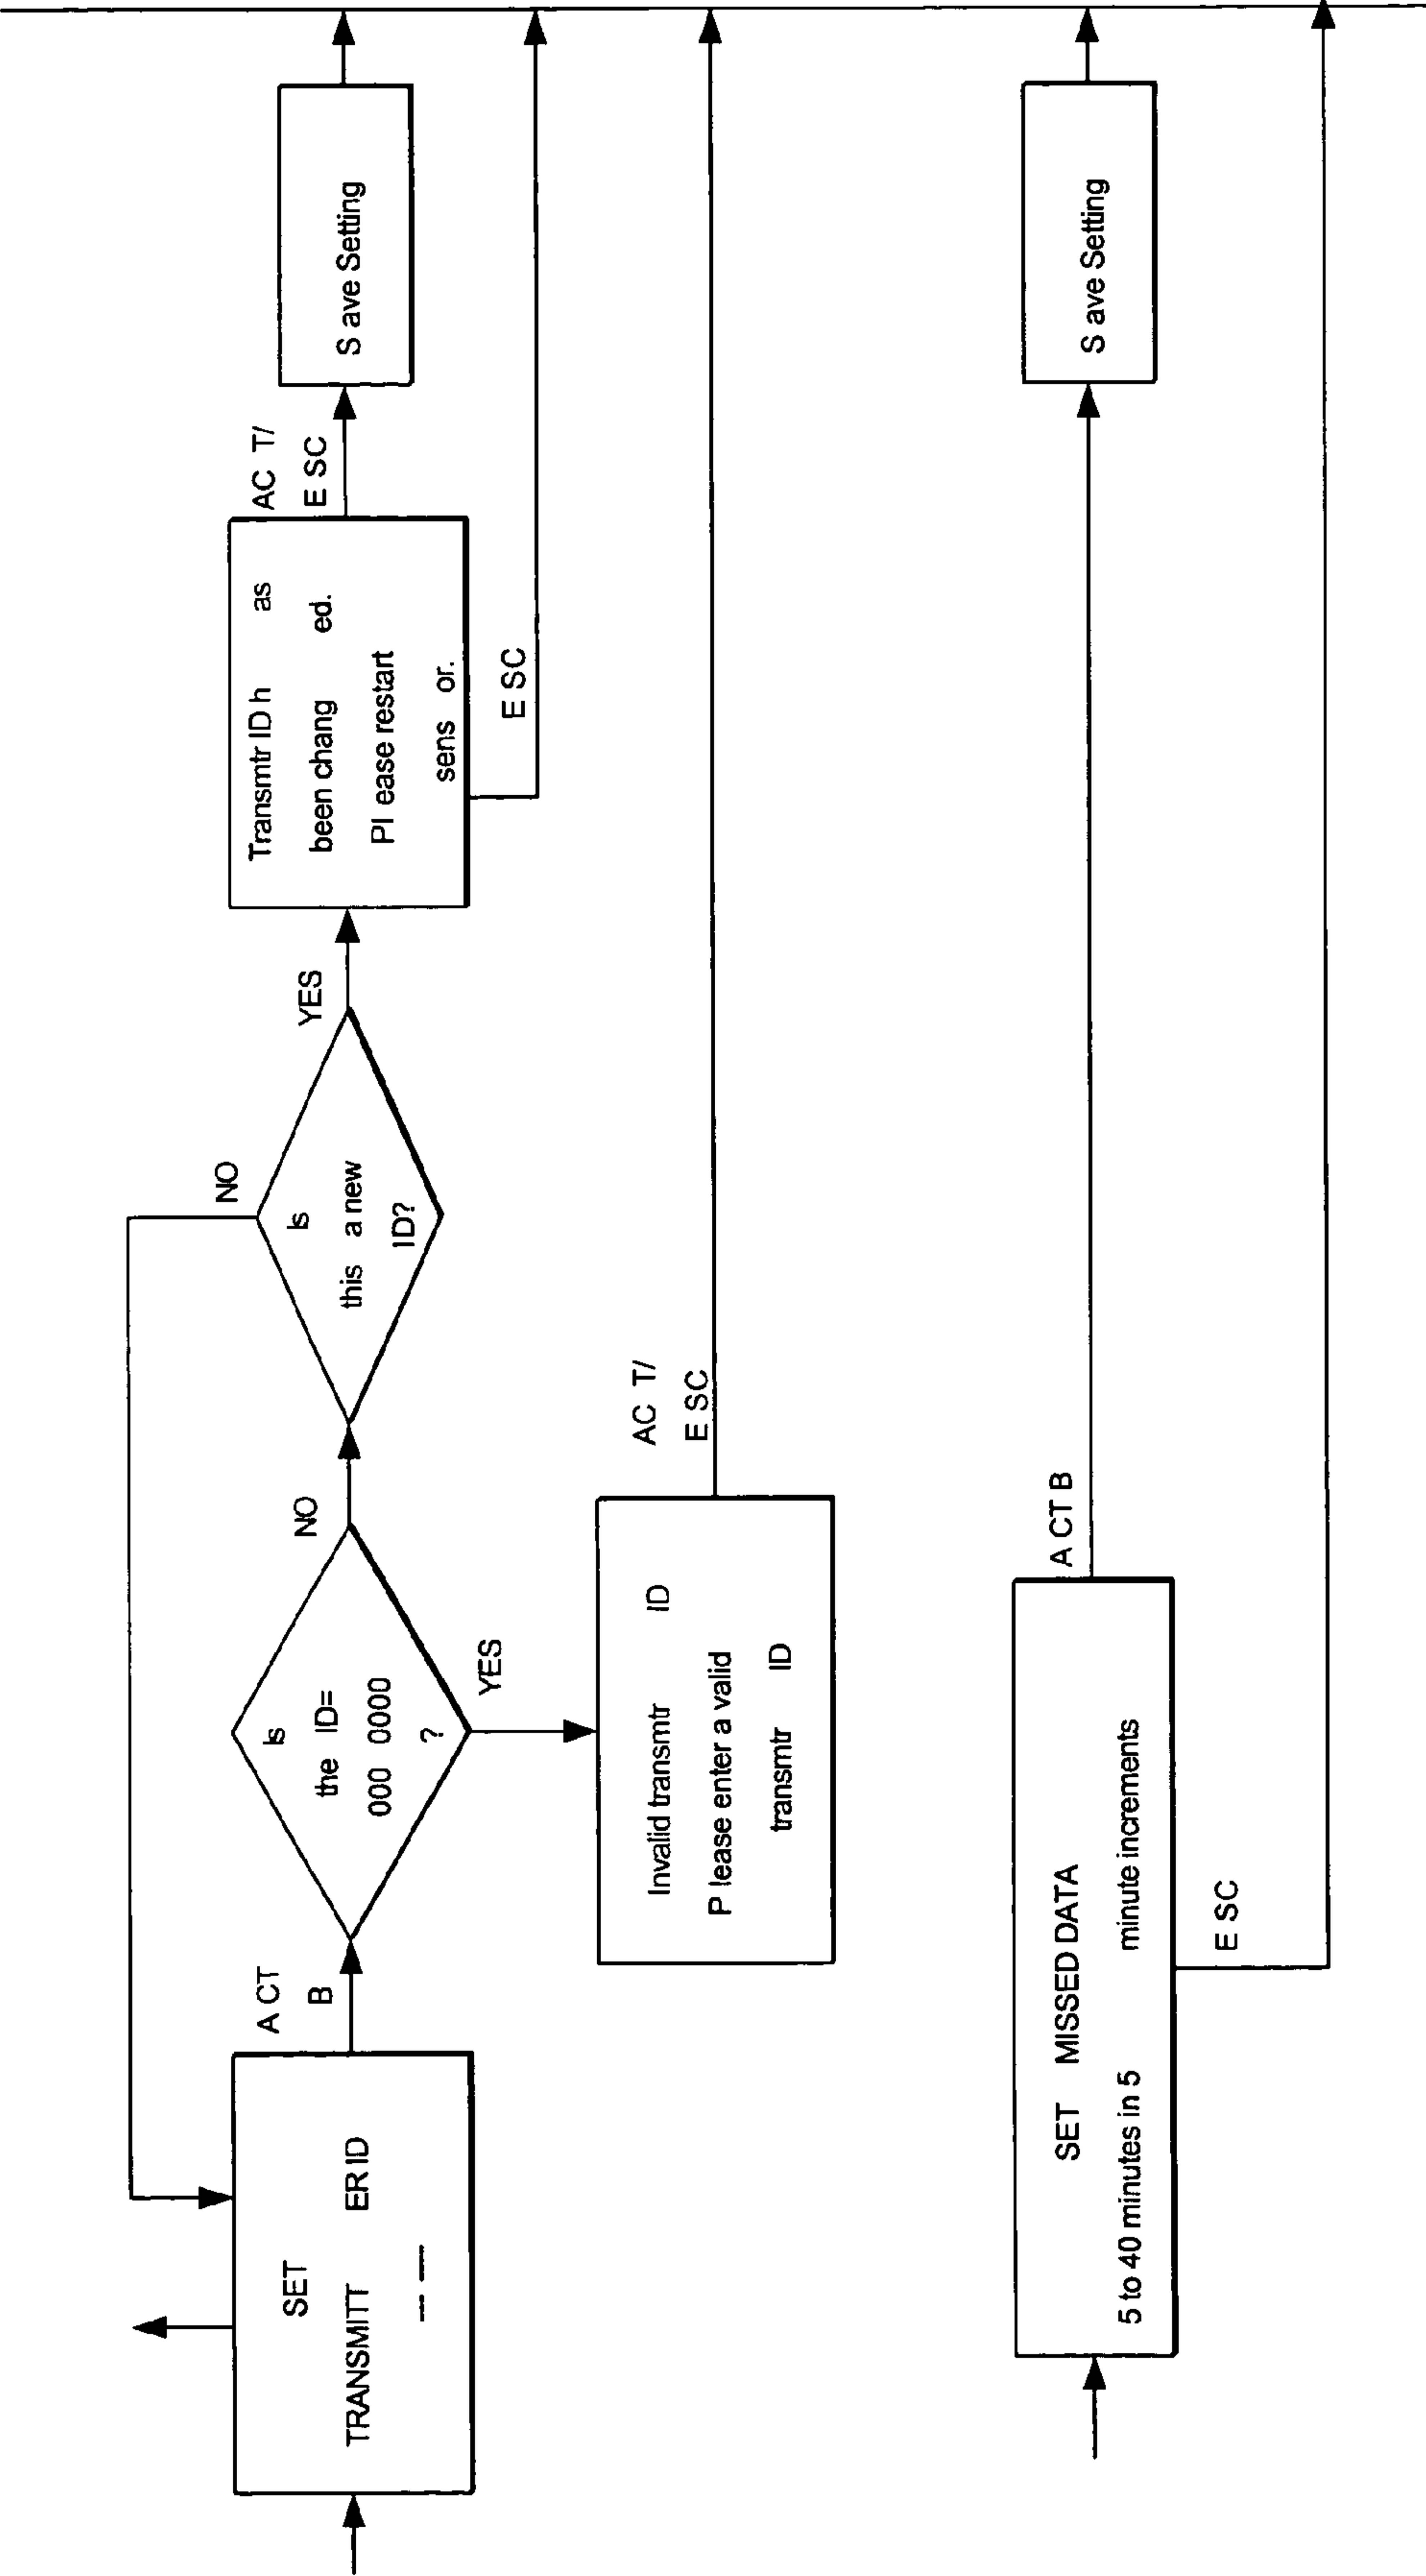 SET
TRANSMITT ER ID
A CT
B
Is
the ID=
000 0000
?
NO
YES
Is
this a new
ID?
NO
YES
Transmtr ID h as
been chang ed.
Pl ease restart
sens or.
AC T/
E SC
E SC
S ave Setting
Invalid transmtr ID
P lease enter a valid
transmtr ID
AC T/
E SC
SET MISSED DATA
5 to 40 minutes in 5 minute increments
A CT B
E SC
S ave Setting